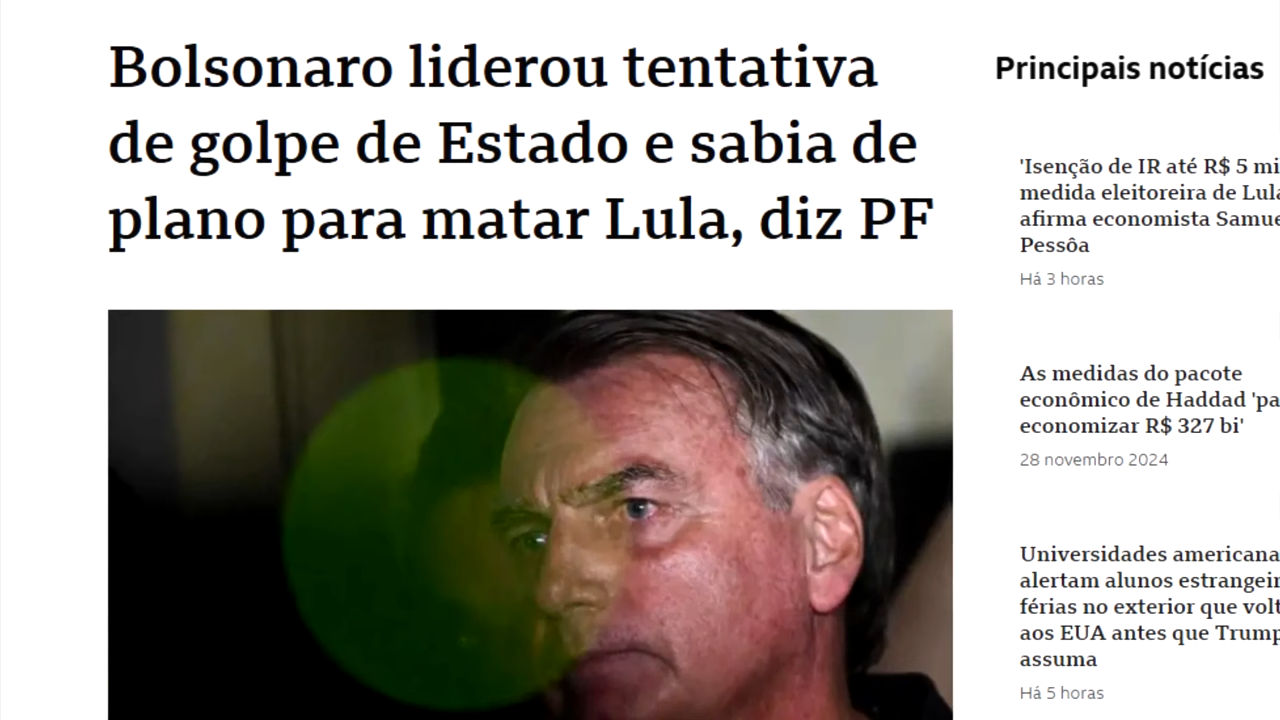 Bolsonaro liderou tentativa
de golpe de Estado e sabia de
plano para matar Lula, diz PF
Principais notícias
'Isenção de IR até R$ 5 mi
medida eleitoreira de Lula
afirma economista Samue
Pessôa
Há 3 horas
As medidas do pacote
econômico de Haddad 'pa
economizar R$ 327 bi'
28 novembro 2024
Universidades americana
alertam alunos estrangeir
férias no exterior que volt
aos EUA antes que Trump
assuma
Há 5 horas